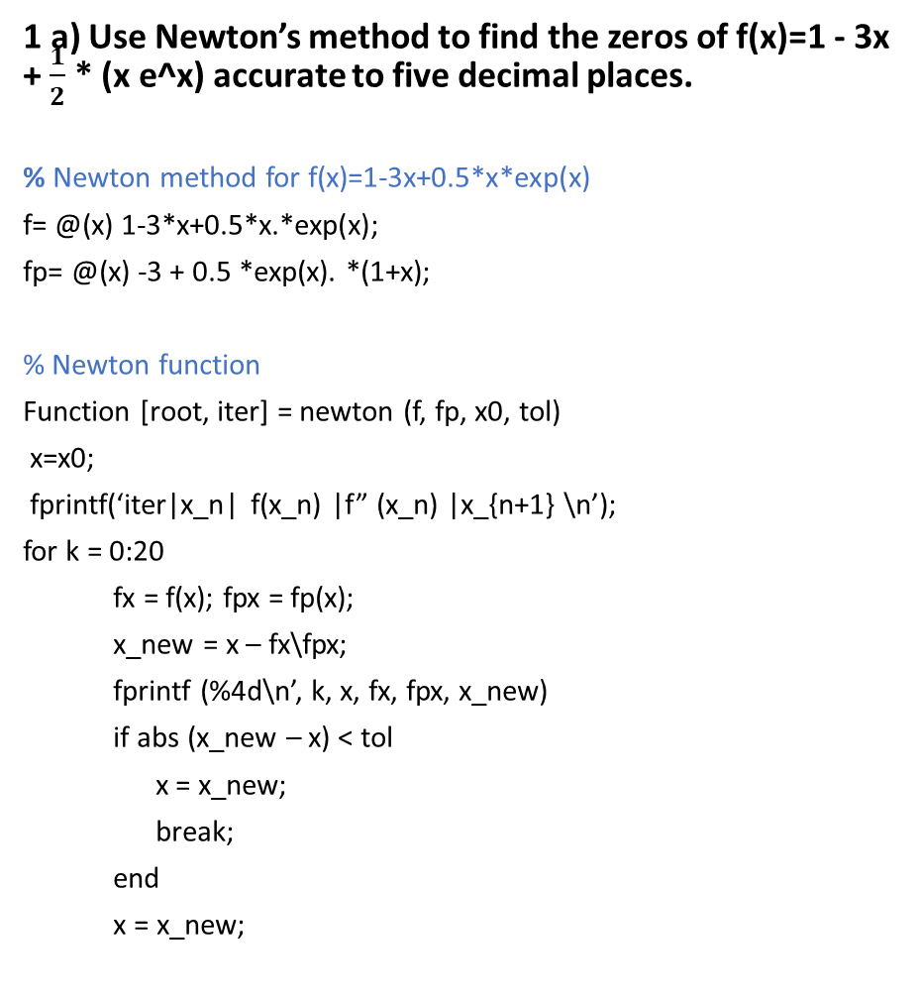 1 a) Use Newton’s method to find the zeros of f(x)=1 - 3x
+ 1/2 * (x e^x) accurate to five decimal places.
% Newton method for f(x)=1-3x+0.5*x*exp(x)
f= @(x) 1-3*x+0.5*x.*exp(x);
fp= @(x) -3 + 0.5 *exp(x). *(1+x);
% Newton function
Function [root, iter] = newton (f, fp, x0, tol)
x=x0;
fprintf(‘iter|x_n| f(x_n) |f” (x_n) |x_{n+1} \n’);
for k = 0:20
fx = f(x); fpx = fp(x);
x_new = x – fx\fpx;
fprintf (%4d\n’, k, x, fx, fpx, x_new)
if abs (x_new – x) < tol
x = x_new;
break;
end
x = x_new;